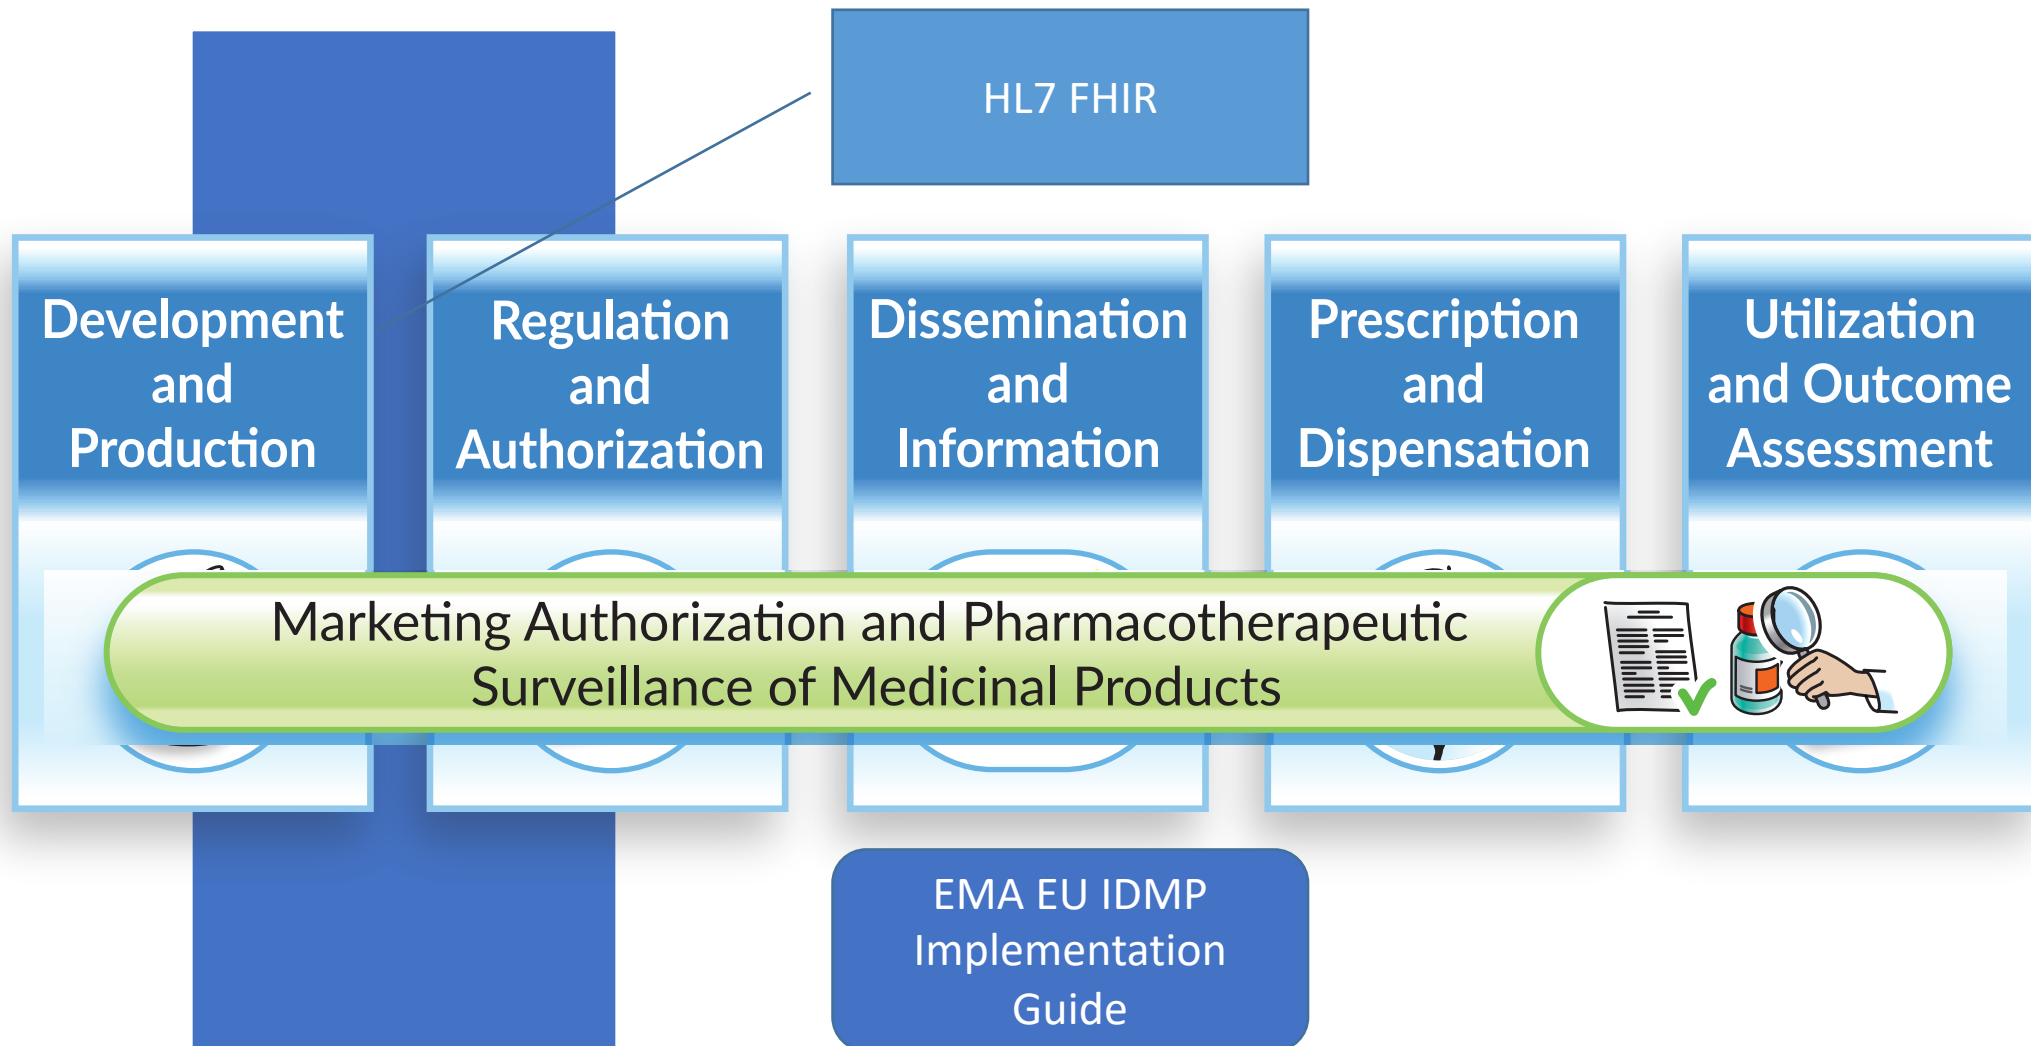 HL7 FHIR
Development
and
Production
Regulation
and
Authorization
Dissemination
and
Information
Prescription
and
Dispensation
Utilization
and Outcome
Assessment
Marketing Authorization and Pharmacotherapeutic
Surveillance of Medicinal Products
EMA EU IDMP
Implementation
Guide